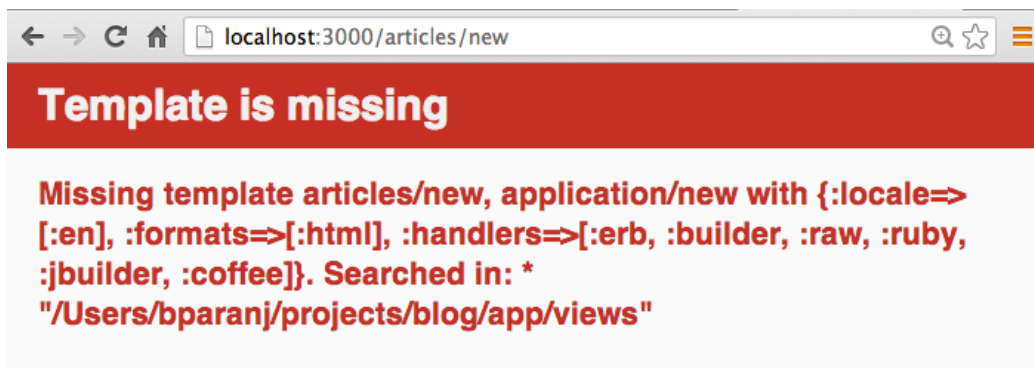 localhost:3000/articles/new
Template is missing
Missing template articles/new, application/new with {:locale=>
[:en], :formats=>[:html], :handlers=>[:erb, :builder, :raw, :ruby,
:jbuilder, :coffee]}. Searched in: *
"/Users/bparanj/projects/blog/app/views"